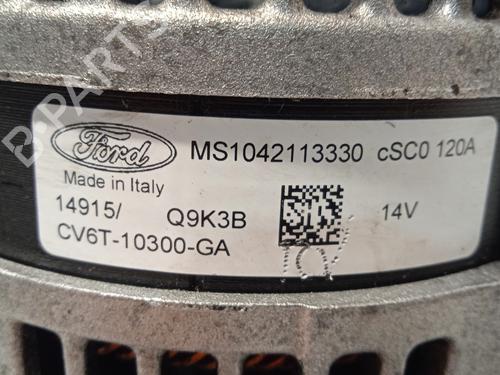 B-PARTS
Ford MS1042113330 cSC0 120A
Made in Italy
14915/ Q9K3B 14V
CV6T-10300-GA